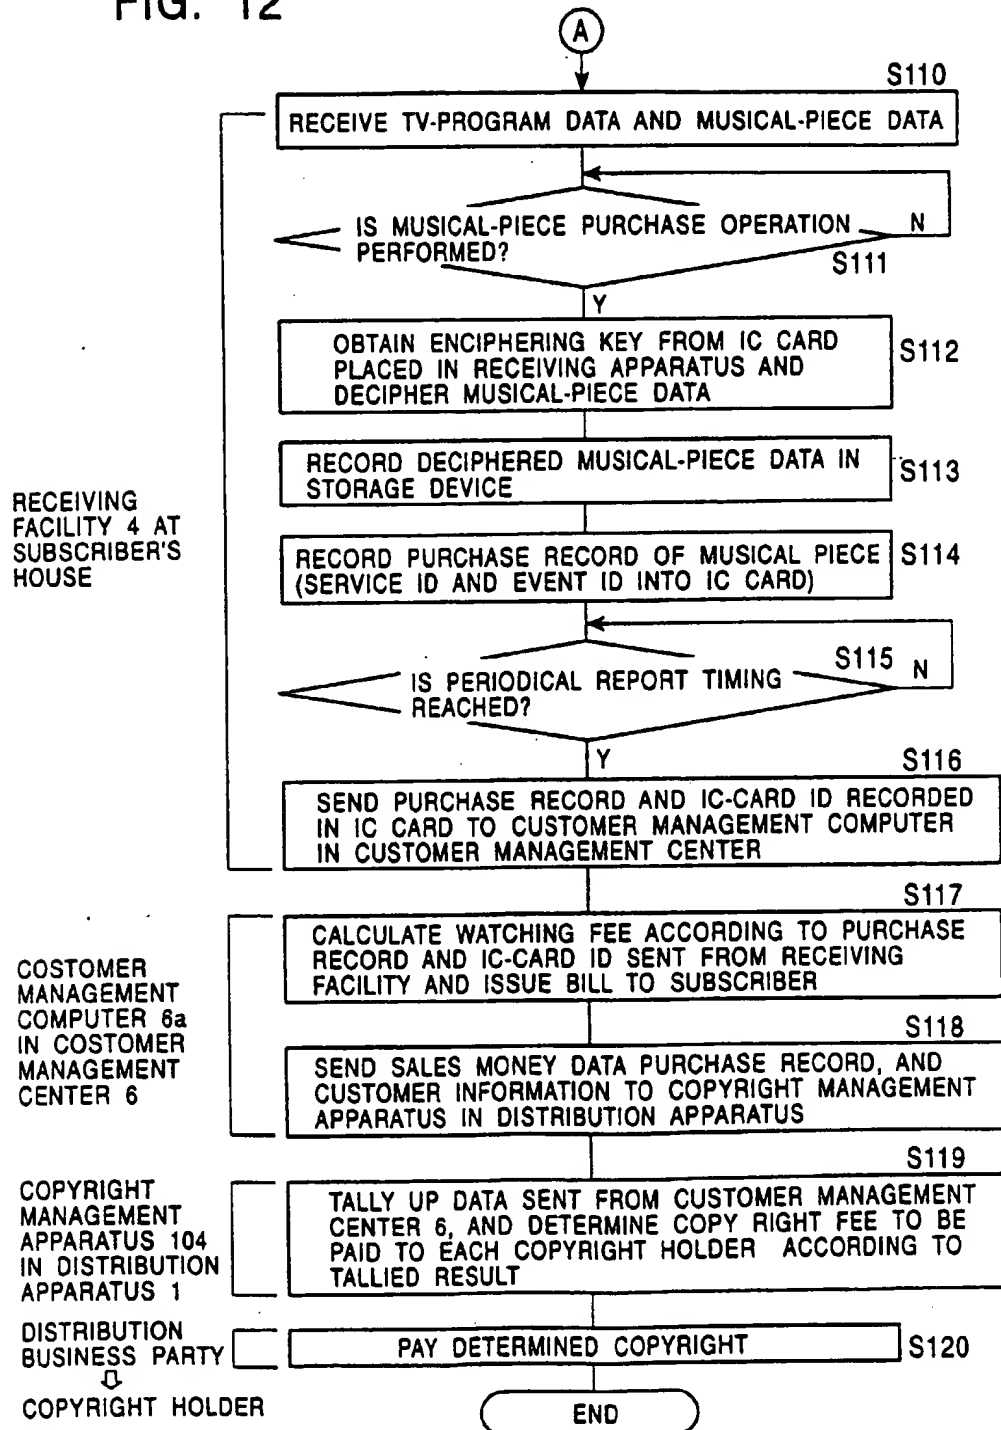 FIG. 12
A
S110
RECEIVE TV-PROGRAM DATA AND MUSICAL-PIECE DATA
IS MUSICAL-PIECE PURCHASE OPERATION
PERFORMED?
N
S111
Y
OBTAIN ENCIPHERING KEY FROM IC CARD
PLACED IN RECEIVING APPARATUS AND
DECIPHER MUSICAL-PIECE DATA
S112
RECORD DECIPHERED MUSICAL-PIECE DATA IN
STORAGE DEVICE
S113
RECEIVING
FACILITY 4 AT
SUBSCRIBER'S
HOUSE
RECORD PURCHASE RECORD OF MUSICAL PIECE
(SERVICE ID AND EVENT ID INTO IC CARD)
S114
S115
N
IS PERIODICAL REPORT TIMING
REACHED?
Y
S116
SEND PURCHASE RECORD AND IC-CARD ID RECORDED
IN IC CARD TO CUSTOMER MANAGEMENT COMPUTER
IN CUSTOMER MANAGEMENT CENTER
S117
CALCULATE WATCHING FEE ACCORDING TO PURCHASE
RECORD AND IC-CARD ID SENT FROM RECEIVING
FACILITY AND ISSUE BILL TO SUBSCRIBER
COSTOMER
MANAGEMENT
COMPUTER 6a
IN COSTOMER
MANAGEMENT
CENTER 6
S118
SEND SALES MONEY DATA PURCHASE RECORD, AND
CUSTOMER INFORMATION TO COPYRIGHT MANAGEMENT
APPARATUS IN DISTRIBUTION APPARATUS
S119
COPYRIGHT
MANAGEMENT
APPARATUS 104
IN DISTRIBUTION
APPARATUS 1
TALLY UP DATA SENT FROM CUSTOMER MANAGEMENT
CENTER 6, AND DETERMINE COPY RIGHT FEE TO BE
PAID TO EACH COPYRIGHT HOLDER ACCORDING TO
TALLIED RESULT
DISTRIBUTION
BUSINESS PARTY
⇩
COPYRIGHT HOLDER
PAY DETERMINED COPYRIGHT
S120
END